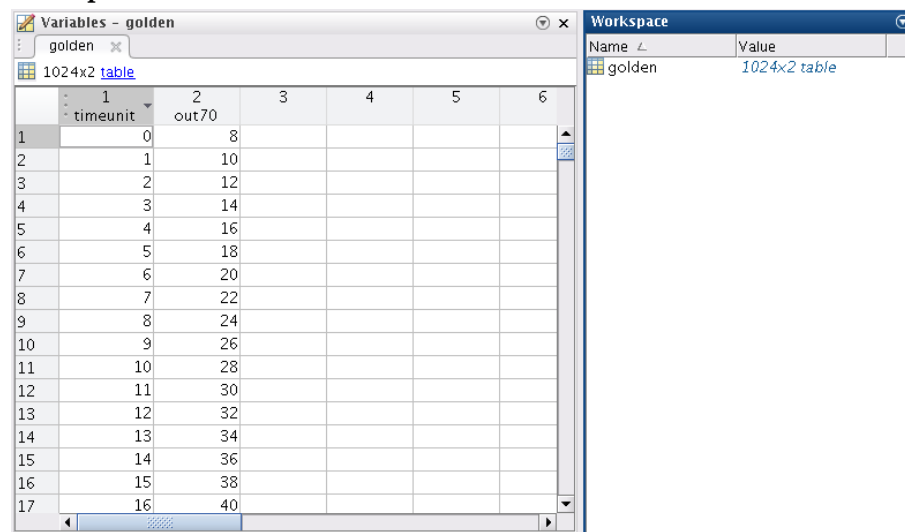 Variables - golden
golden
1024x2 table
1 2 3 4 5 6
timeunit out70
1 0 8
2 1 10
3 2 12
4 3 14
5 4 16
6 5 18
7 6 20
8 7 22
9 8 24
10 9 26
11 10 28
12 11 30
13 12 32
14 13 34
15 14 36
16 15 38
17 16 40
Workspace
Name Value
golden 1024x2 table